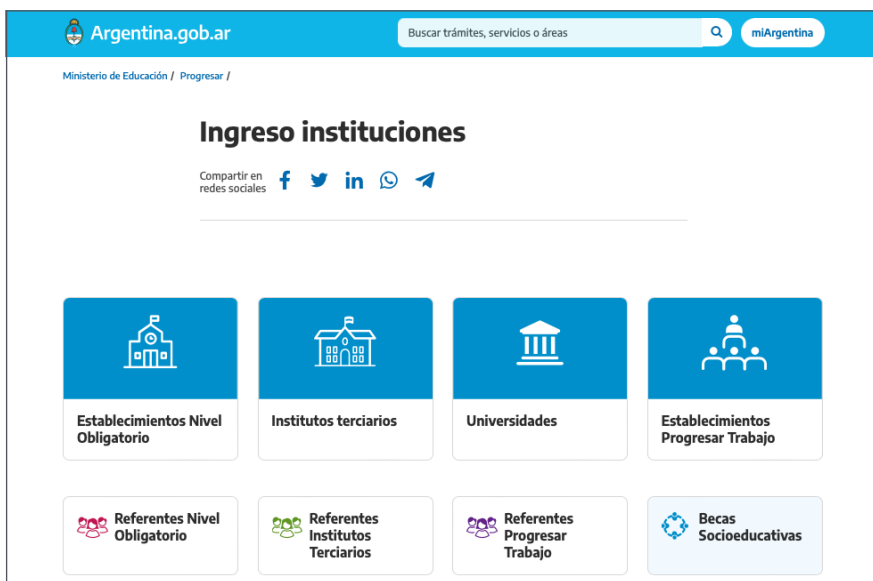 Argentina.gob.ar
Buscar trámites, servicios o áreas
miArgentina
Ministerio de Educación / Progresar /
Ingreso instituciones
Compartir en
redes sociales
Establecimientos Nivel
Obligatorio
Institutos terciarios
Universidades
Establecimientos
Progresar Trabajo
Referentes Nivel
Obligatorio
Referentes
Institutos
Terciarios
Referentes
Progresar
Trabajo
Becas
Socioeducativas